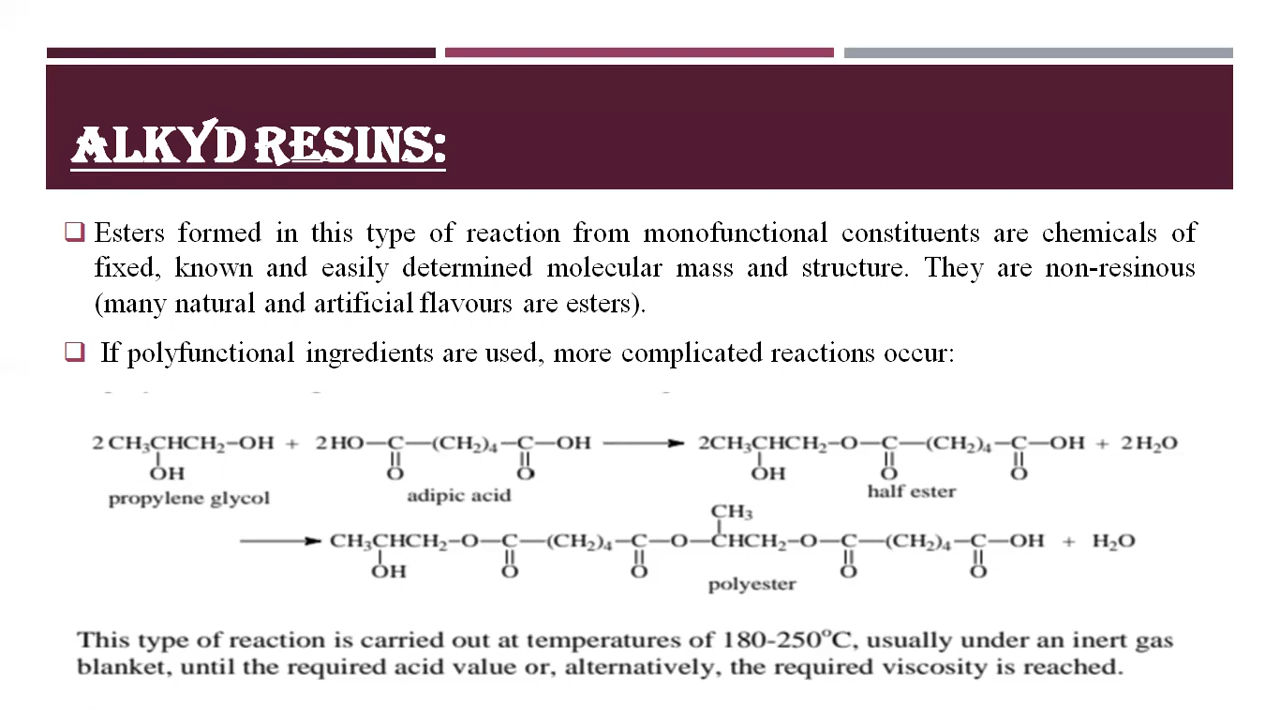 ALKYD RESINS:
Esters formed in this type of reaction from monofunctional constituents are chemicals of
fixed, known and easily determined molecular mass and structure. They are non-resinous
(many natural and artificial flavours are esters).
If polyfunctional ingredients are used, more complicated reactions occur:
2 CH₃CHCH₂–OH + 2HO–C–(CH₂)₄–C–OH → 2CH₃CHCH₂–O–C–(CH₂)₄–C–OH + 2H₂O
OH O O OH O O
propylene glycol adipic acid half ester
CH₃
→ CH₃CHCH₂–O–C–(CH₂)₄–C–O–CHCH₂–O–C–(CH₂)₄–C–OH + H₂O
OH O O O O
polyester
This type of reaction is carried out at temperatures of 180-250°C, usually under an inert gas
blanket, until the required acid value or, alternatively, the required viscosity is reached.